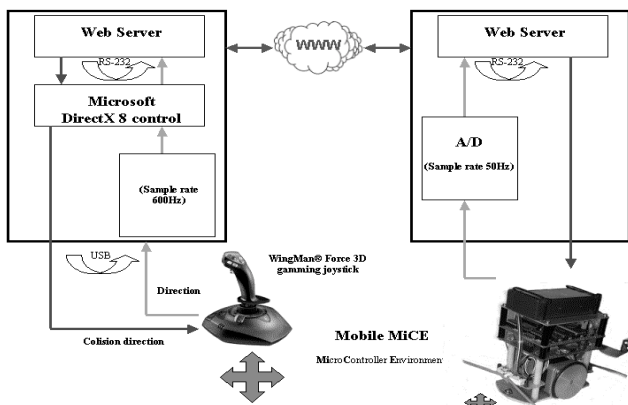 Web Server
RS-232
Microsoft
DirectX 8 control
(Sample rate
600Hz)
USB
Direction
Colision direction
WingMan® Force 3D
gamming joystick
WWW
Web Server
RS-232
A/D
(Sample rate 50Hz)
Mobile MiCE
MicroController Environment